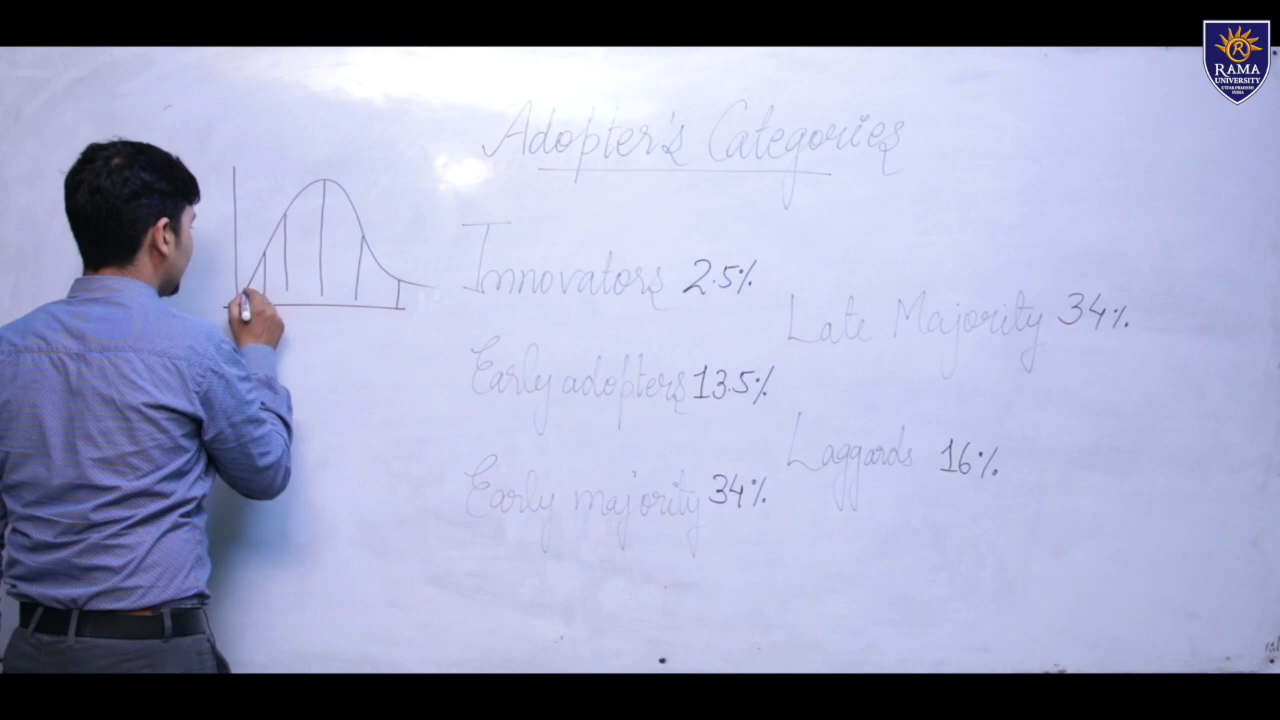 Adopter's Categories
Innovators 2.5%
Early adopters 13.5%
Early majority 34%
Late Majority 34%
Laggards 16%
RAMA
UNIVERSITY
UTTAR PRADESH
INDIA